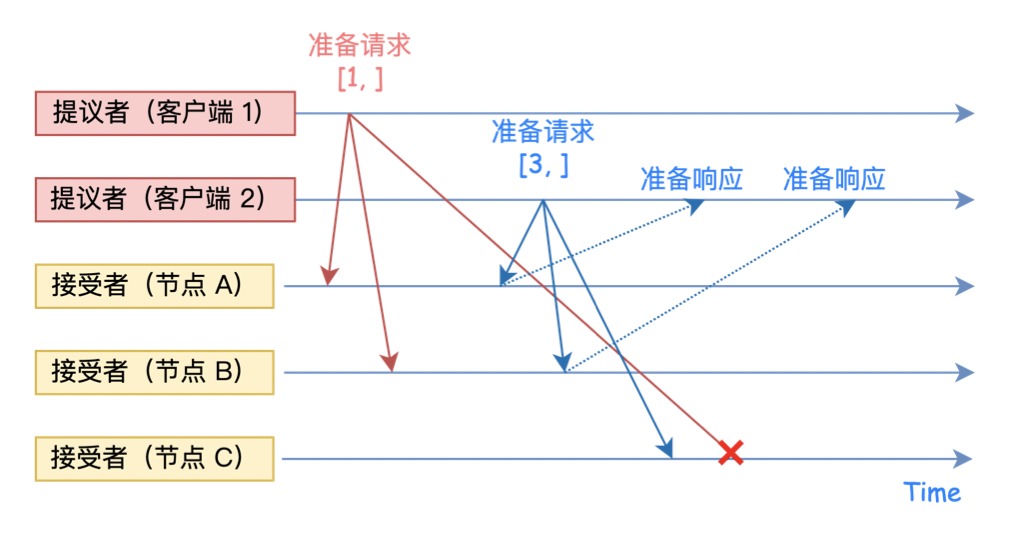 准备请求
[1, ]
提议者（客户端 1）
准备请求
[3, ]
准备响应
准备响应
提议者（客户端 2）
接受者（节点 A）
接受者（节点 B）
接受者（节点 C）
Time